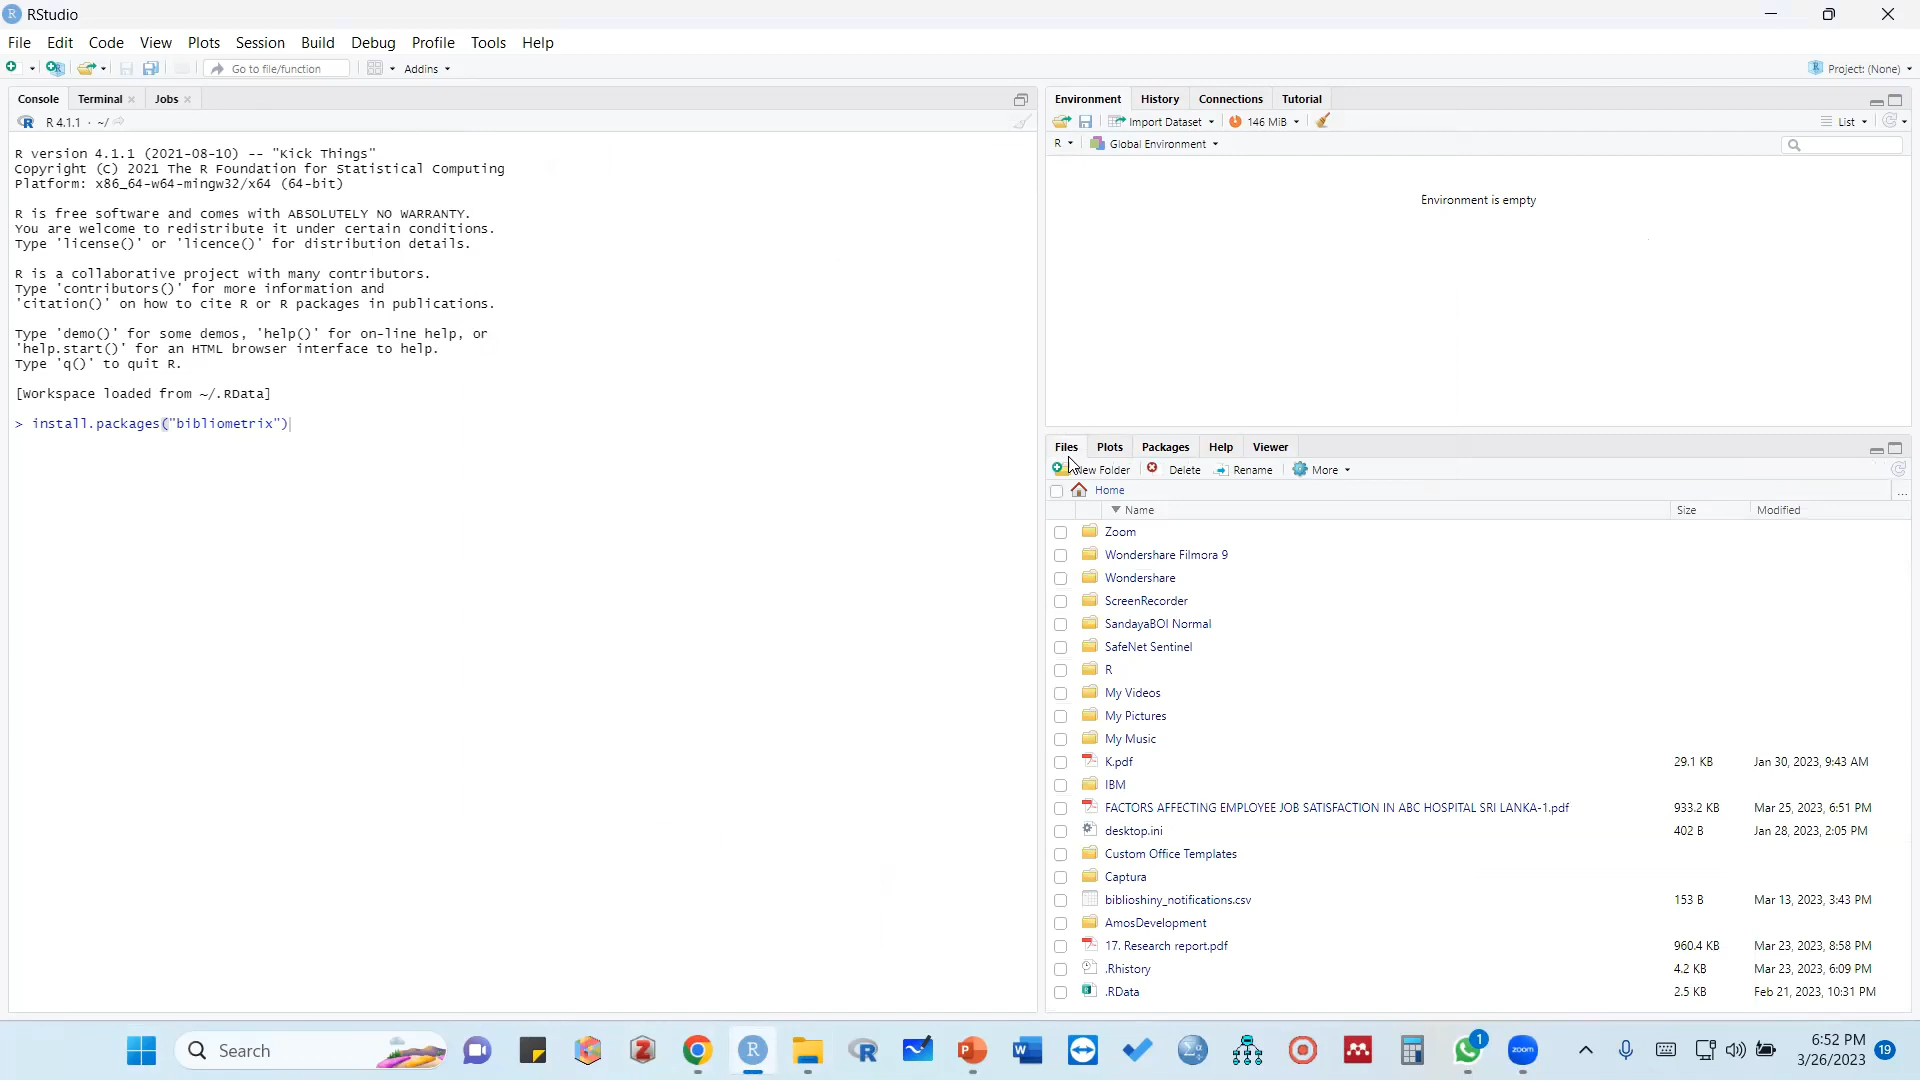 RStudio
File Edit Code View Plots Session Build Debug Profile Tools Help
Go to file/function Addins Project: (None)
Console Terminal Jobs
R 4.1.1 · ~/
R version 4.1.1 (2021-08-10) -- "Kick Things"
Copyright (C) 2021 The R Foundation for Statistical Computing
Platform: x86_64-w64-mingw32/x64 (64-bit)
R is free software and comes with ABSOLUTELY NO WARRANTY.
You are welcome to redistribute it under certain conditions.
Type 'license()' or 'licence()' for distribution details.
R is a collaborative project with many contributors.
Type 'contributors()' for more information and
'citation()' on how to cite R or R packages in publications.
Type 'demo()' for some demos, 'help()' for on-line help, or
'help.start()' for an HTML browser interface to help.
Type 'q()' to quit R.
[Workspace loaded from ~/.RData]
> install.packages("bibliometrix")
Environment History Connections Tutorial
Import Dataset 146 MiB List
R Global Environment
Environment is empty
Files Plots Packages Help Viewer
New Folder Delete Rename More
Home ...
Name Size Modified
Zoom
Wondershare Filmora 9
Wondershare
ScreenRecorder
SandayaBOI Normal
SafeNet Sentinel
R
My Videos
My Pictures
My Music
K.pdf 29.1 KB Jan 30, 2023, 9:43 AM
IBM
FACTORS AFFECTING EMPLOYEE JOB SATISFACTION IN ABC HOSPITAL SRI LANKA-1.pdf 933.2 KB Mar 25, 2023, 6:51 PM
desktop.ini 402 B Jan 28, 2023, 2:05 PM
Custom Office Templates
Captura
biblioshiny_notifications.csv 153 B Mar 13, 2023, 3:43 PM
AmosDevelopment
17. Research report.pdf 960.4 KB Mar 23, 2023, 8:58 PM
.Rhistory 4.2 KB Mar 23, 2023, 6:09 PM
.RData 2.5 KB Feb 21, 2023, 10:31 PM
Search zoom 1 6:52 PM
3/26/2023 19